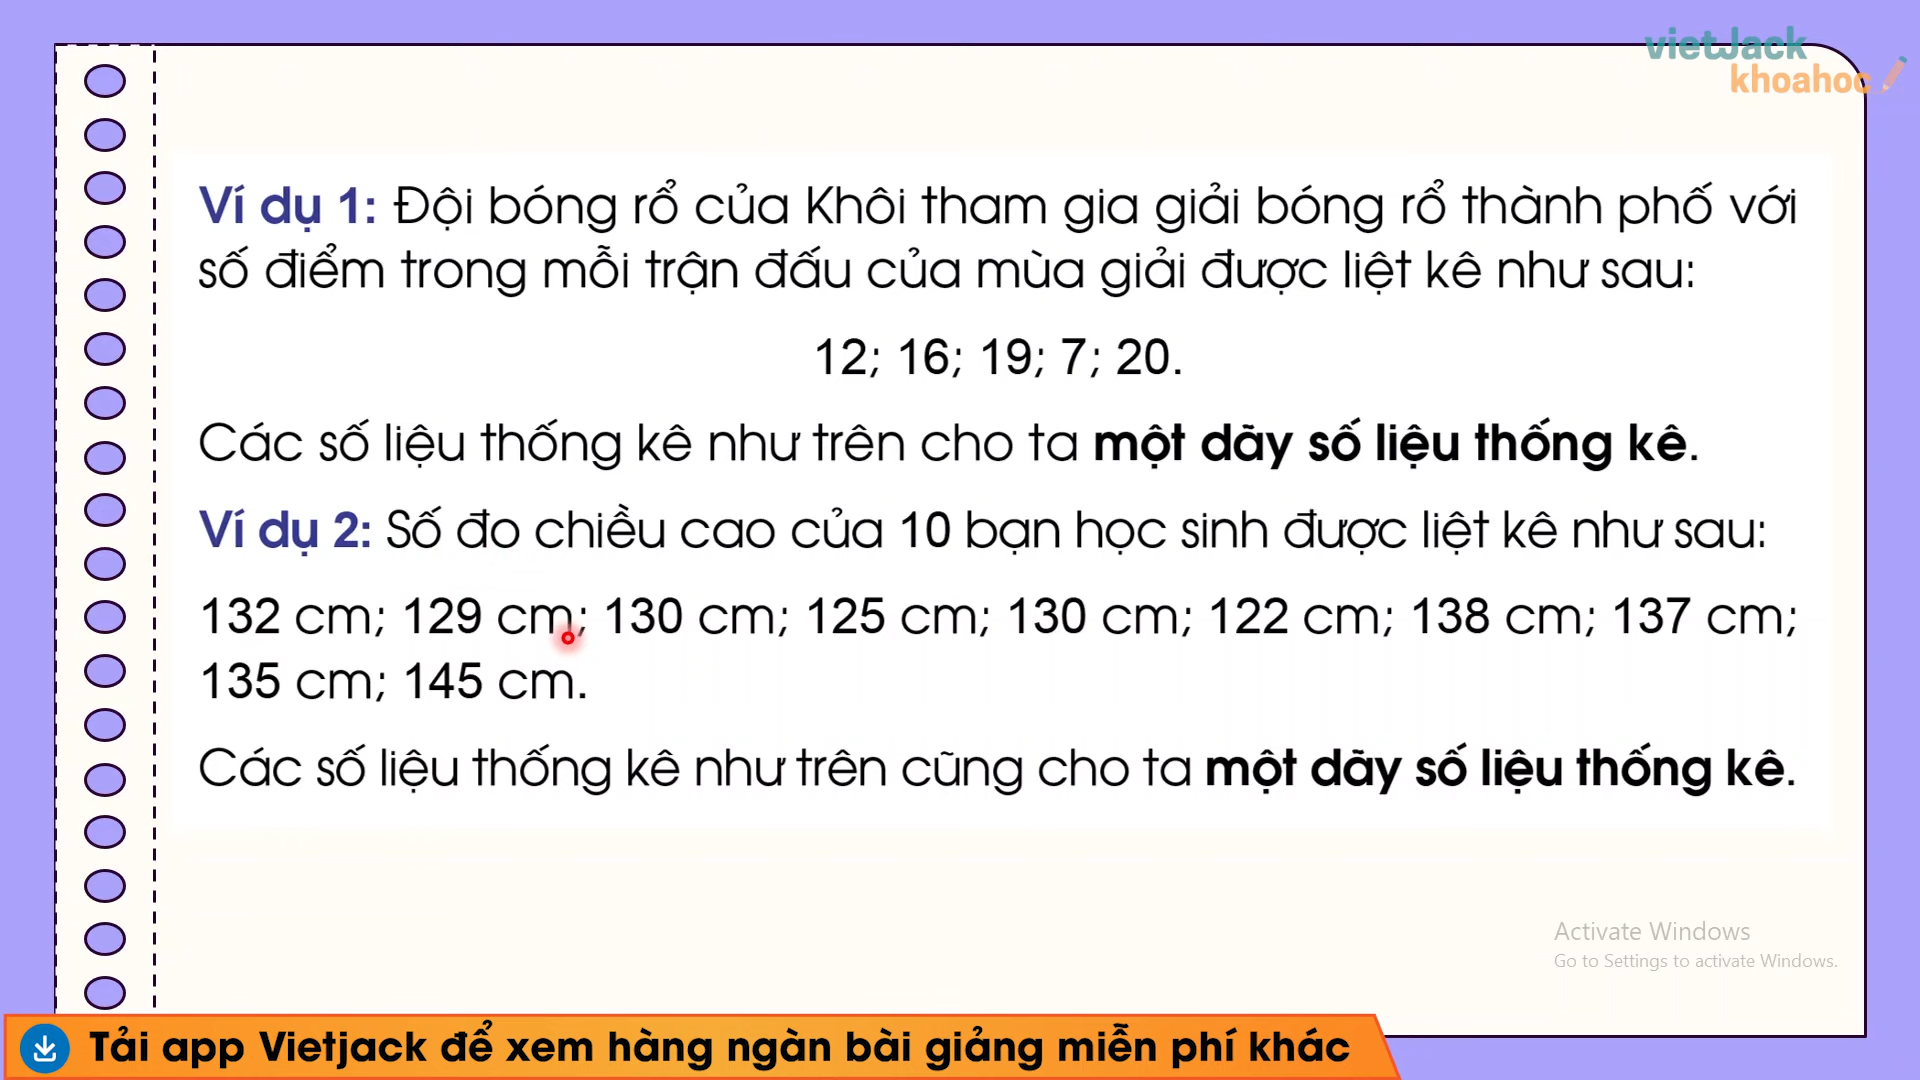 vietJack
khoahoc
Ví dụ 1: Đội bóng rổ của Khôi tham gia giải bóng rổ thành phố với
số điểm trong mỗi trận đấu của mùa giải được liệt kê như sau:
12; 16; 19; 7; 20.
Các số liệu thống kê như trên cho ta một dãy số liệu thống kê.
Ví dụ 2: Số đo chiều cao của 10 bạn học sinh được liệt kê như sau:
132 cm; 129 cm; 130 cm; 125 cm; 130 cm; 122 cm; 138 cm; 137 cm;
135 cm; 145 cm.
Các số liệu thống kê như trên cũng cho ta một dãy số liệu thống kê.
Activate Windows
Go to Settings to activate Windows.
Tải app Vietjack để xem hàng ngàn bài giảng miễn phí khác